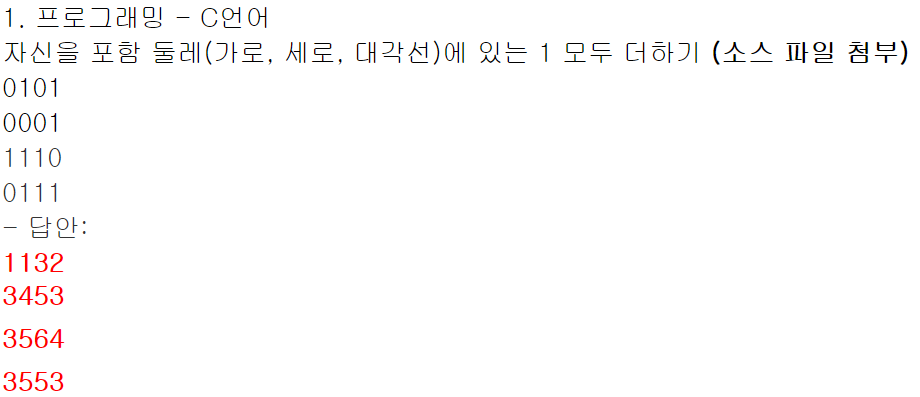 1. 프로그래밍 - C언어
자신을 포함 둘레(가로, 세로, 대각선)에 있는 1 모두 더하기 (소스 파일 첨부)
0101
0001
1110
0111
- 답안:
1132
3453
3564
3553